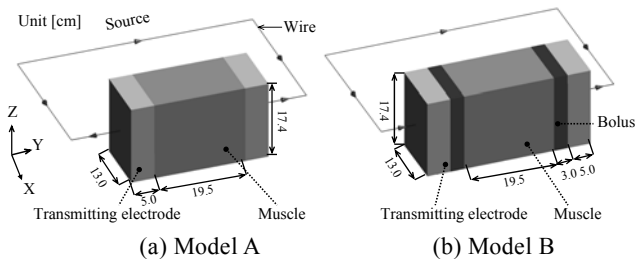 Unit [cm]
Source
Wire
Z
Y
X
17.4
13.0
5.0
19.5
Transmitting electrode
Muscle
(a) Model A
17.4
13.0
19.5
3.0
5.0
Bolus
Transmitting electrode
Muscle
(b) Model B